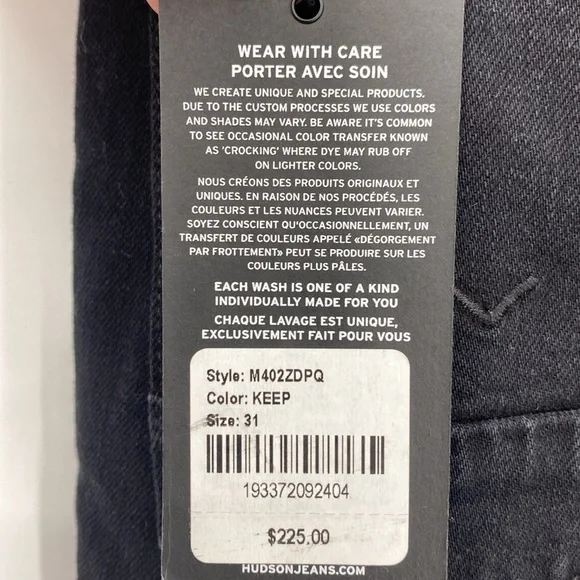 WEAR WITH CARE
PORTER AVEC SOIN
WE CREATE UNIQUE AND SPECIAL PRODUCTS.
DUE TO THE CUSTOM PROCESSES WE USE COLORS
AND SHADES MAY VARY. BE AWARE IT'S COMMON
TO SEE OCCASIONAL COLOR TRANSFER KNOWN
AS 'CROCKING' WHERE DYE MAY RUB OFF
ON LIGHTER COLORS.
NOUS CRÉONS DES PRODUITS ORIGINAUX ET
UNIQUES. EN RAISON DE NOS PROCÉDÉS, LES
COULEURS ET LES NUANCES PEUVENT VARIER.
SOYEZ CONSCIENT QU'OCCASIONNELLEMENT, UN
TRANSFERT DE COULEURS APPELÉ «DÉGORGEMENT
PAR FROTTEMENT» PEUT SE PRODUIRE SUR LES
COULEURS PLUS PÂLES.
EACH WASH IS ONE OF A KIND
INDIVIDUALLY MADE FOR YOU
CHAQUE LAVAGE EST UNIQUE,
EXCLUSIVEMENT FAIT POUR VOUS
Style: M402ZDPQ
Color: KEEP
Size: 31
193372092404
$225.00
HUDSONJEANS.COM